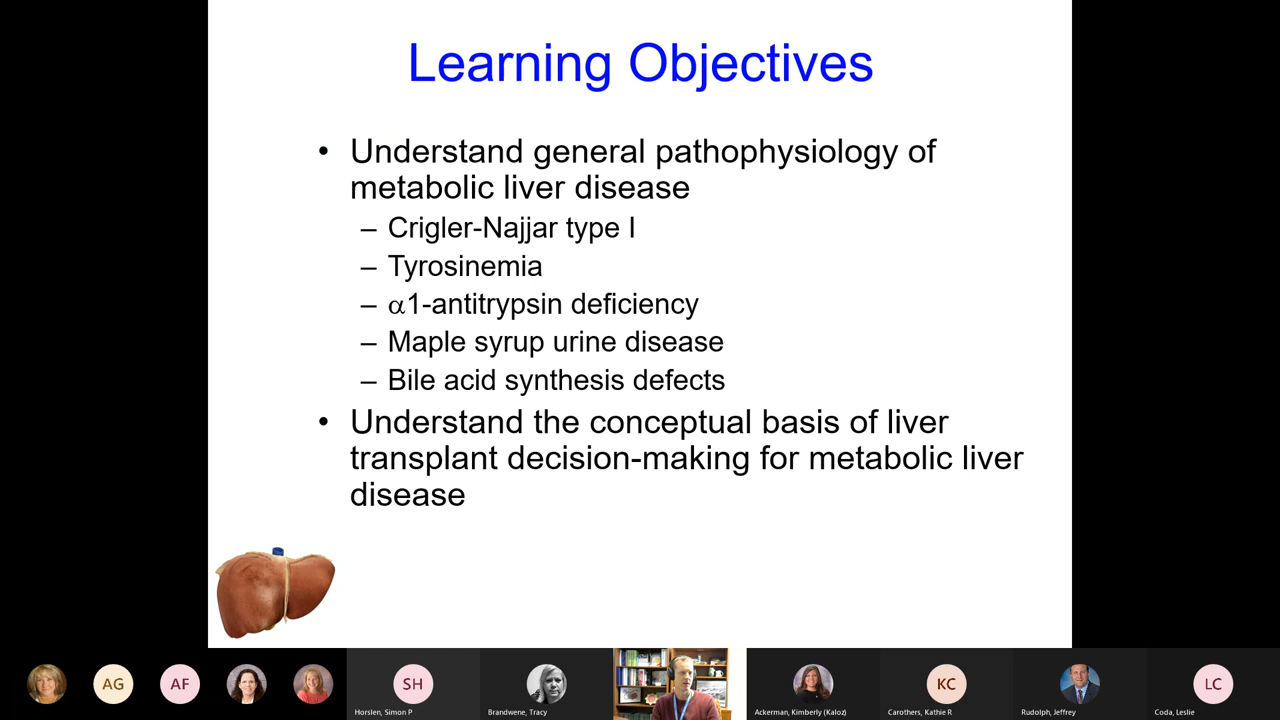 Learning Objectives
• Understand general pathophysiology of
metabolic liver disease
– Crigler-Najjar type I
– Tyrosinemia
– α1-antitrypsin deficiency
– Maple syrup urine disease
– Bile acid synthesis defects
• Understand the conceptual basis of liver
transplant decision-making for metabolic liver
disease
AG
AF
SH
KC
LC
Horslen, Simon P
Brandwene, Tracy
Ackerman, Kimberly (Kaloz)
Carothers, Kathie R
Rudolph, Jeffrey
Coda, Leslie